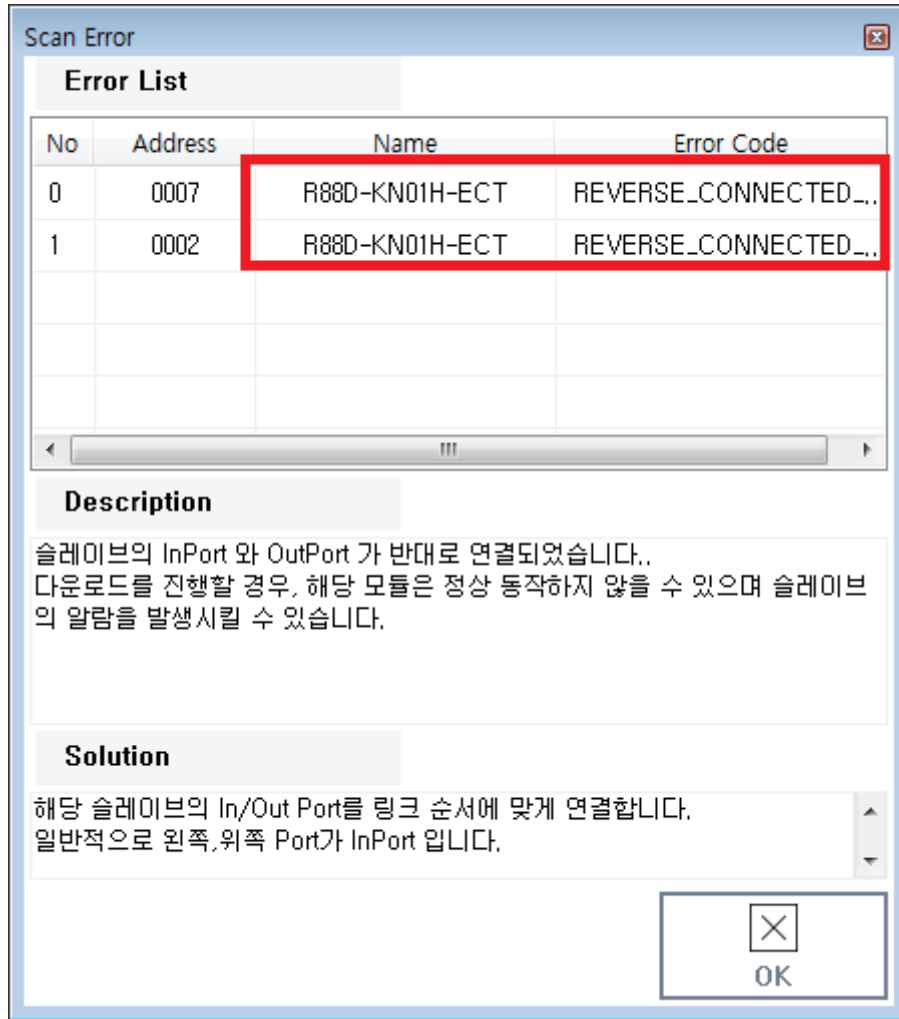 Scan Error
Error List
No Address Name Error Code
0 0007 R88D-KN01H-ECT REVERSE_CONNECTED_...
1 0002 R88D-KN01H-ECT REVERSE_CONNECTED_...
Description
슬레이브의 InPort 와 OutPort 가 반대로 연결되었습니다..
다운로드를 진행할 경우, 해당 모듈은 정상 동작하지 않을 수 있으며 슬레이브
의 알람을 발생시킬 수 있습니다.
Solution
해당 슬레이브의 In/Out Port를 링크 순서에 맞게 연결합니다.
일반적으로 왼쪽,위쪽 Port가 InPort 입니다.
OK